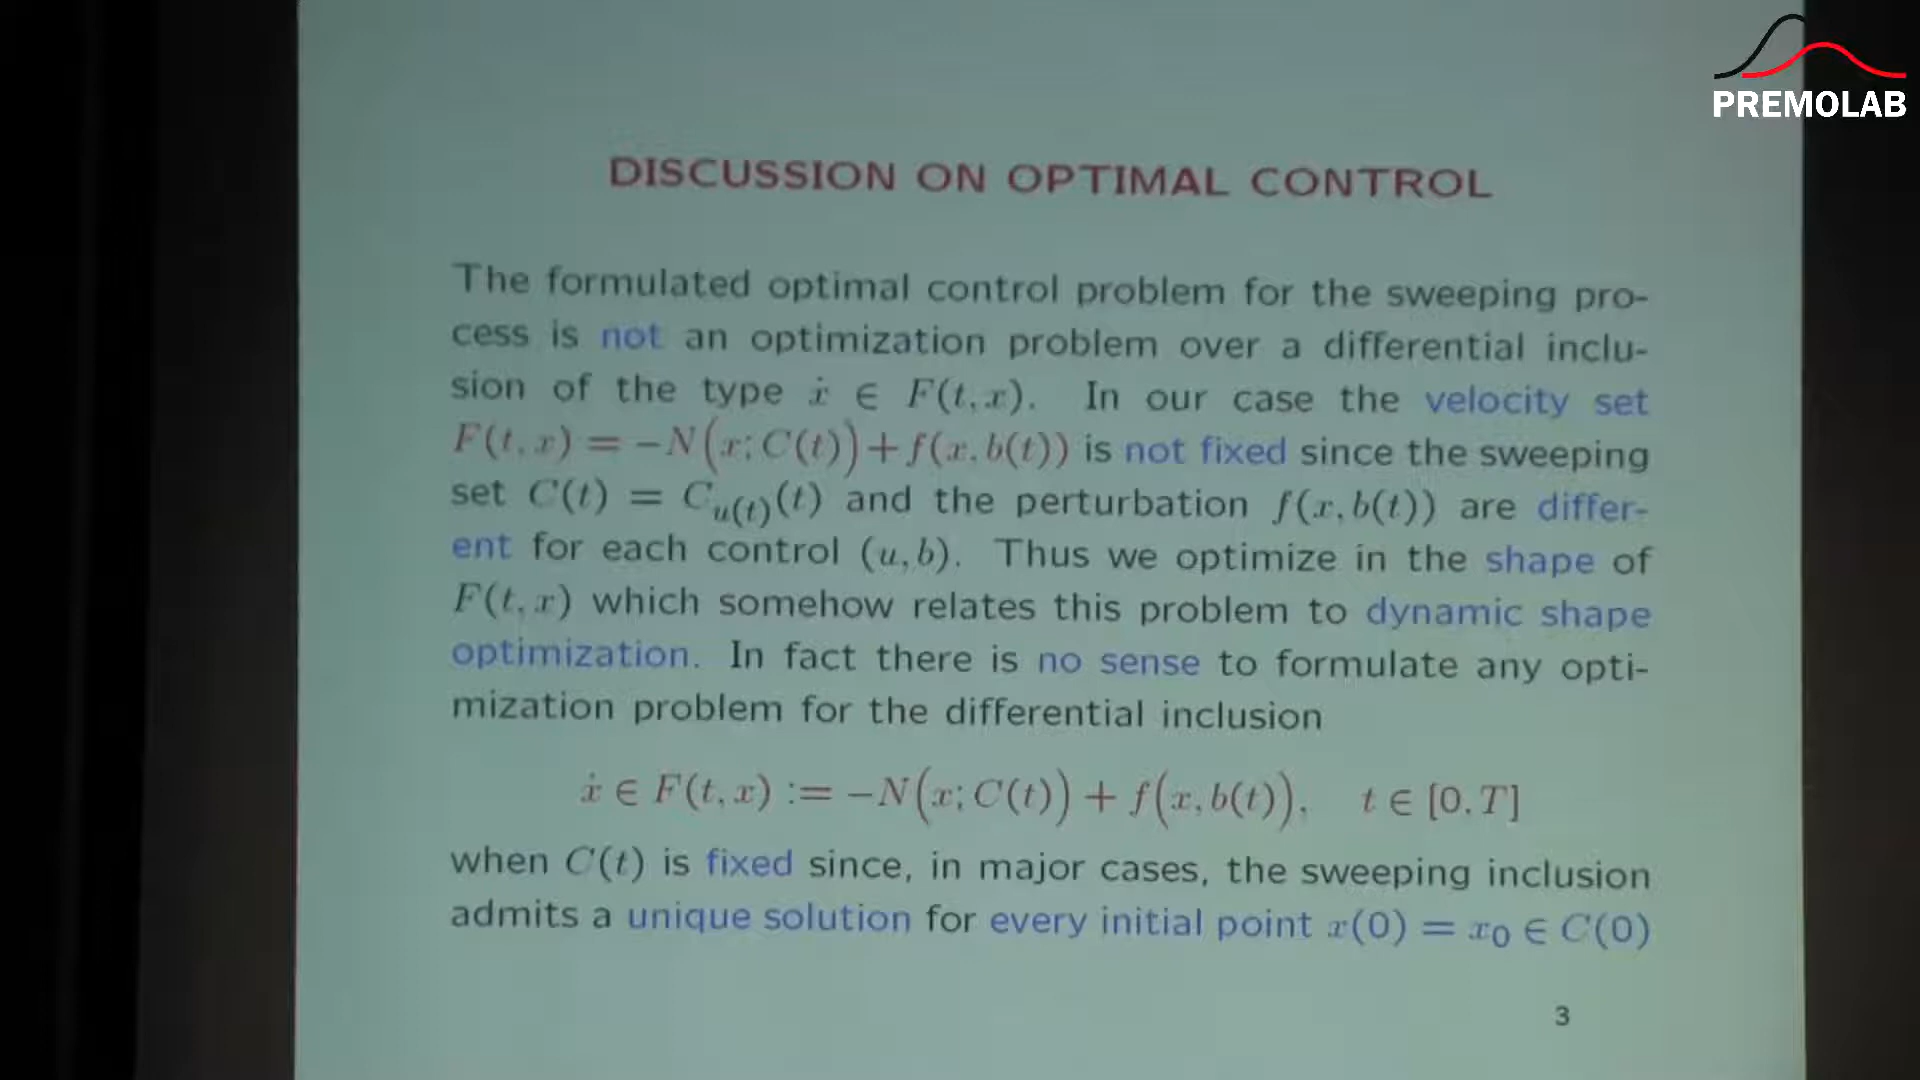 PREMOLAB
DISCUSSION ON OPTIMAL CONTROL
The formulated optimal control problem for the sweeping pro-
cess is not an optimization problem over a differential inclu-
sion of the type ẋ ∈ F(t, x). In our case the velocity set
F(t, x) = −N(x; C(t)) + f(x, b(t)) is not fixed since the sweeping
set C(t) = C_{u(t)}(t) and the perturbation f(x, b(t)) are differ-
ent for each control (u, b). Thus we optimize in the shape of
F(t, x) which somehow relates this problem to dynamic shape
optimization. In fact there is no sense to formulate any opti-
mization problem for the differential inclusion
ẋ ∈ F(t, x) := −N(x; C(t)) + f(x, b(t)), t ∈ [0, T]
when C(t) is fixed since, in major cases, the sweeping inclusion
admits a unique solution for every initial point x(0) = x₀ ∈ C(0)
3